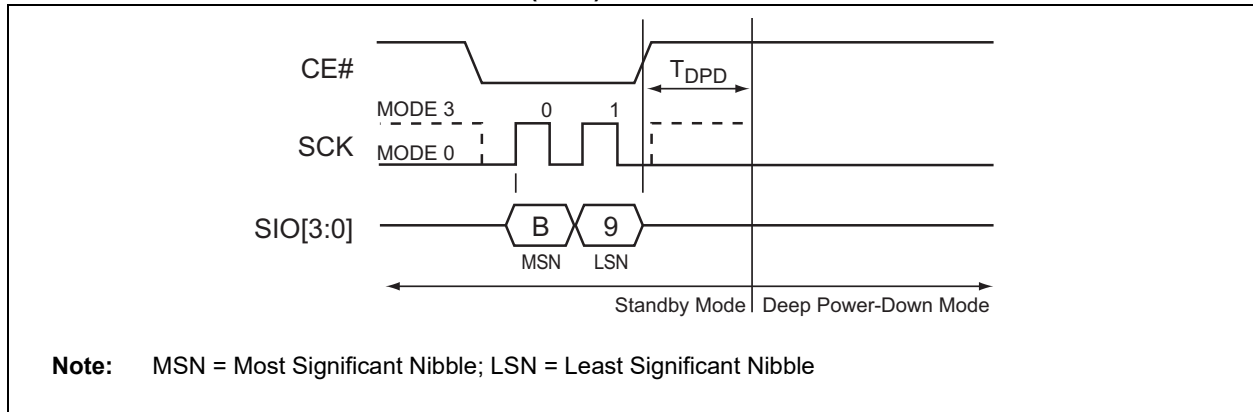 CE#
T_DPD
MODE 3 0 1
SCK MODE 0
SIO[3:0] B 9
MSN LSN
Standby Mode Deep Power-Down Mode
Note: MSN = Most Significant Nibble; LSN = Least Significant Nibble